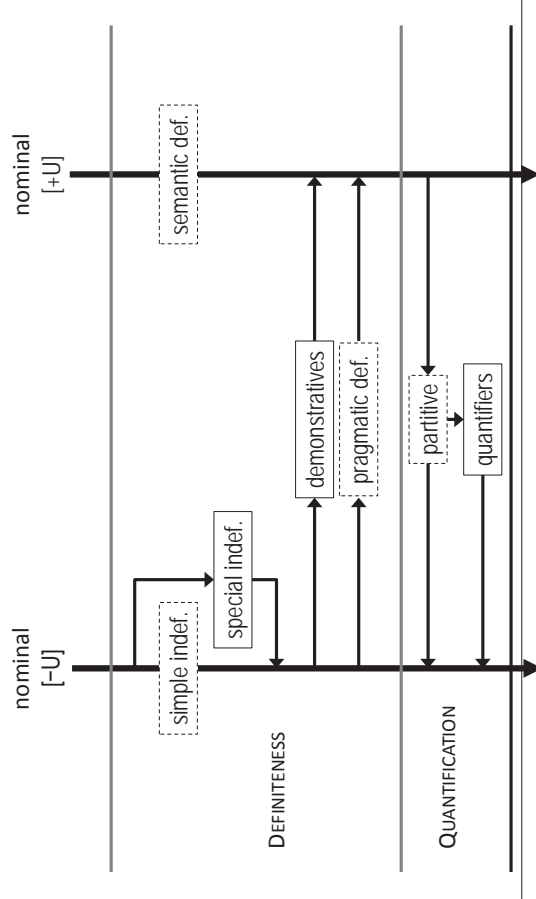 nominal
[−U]
nominal
[+U]
simple indef.
semantic def.
special indef.
DEFINITENESS
demonstratives
pragmatic def.
partitive
QUANTIFICATION
quantifiers